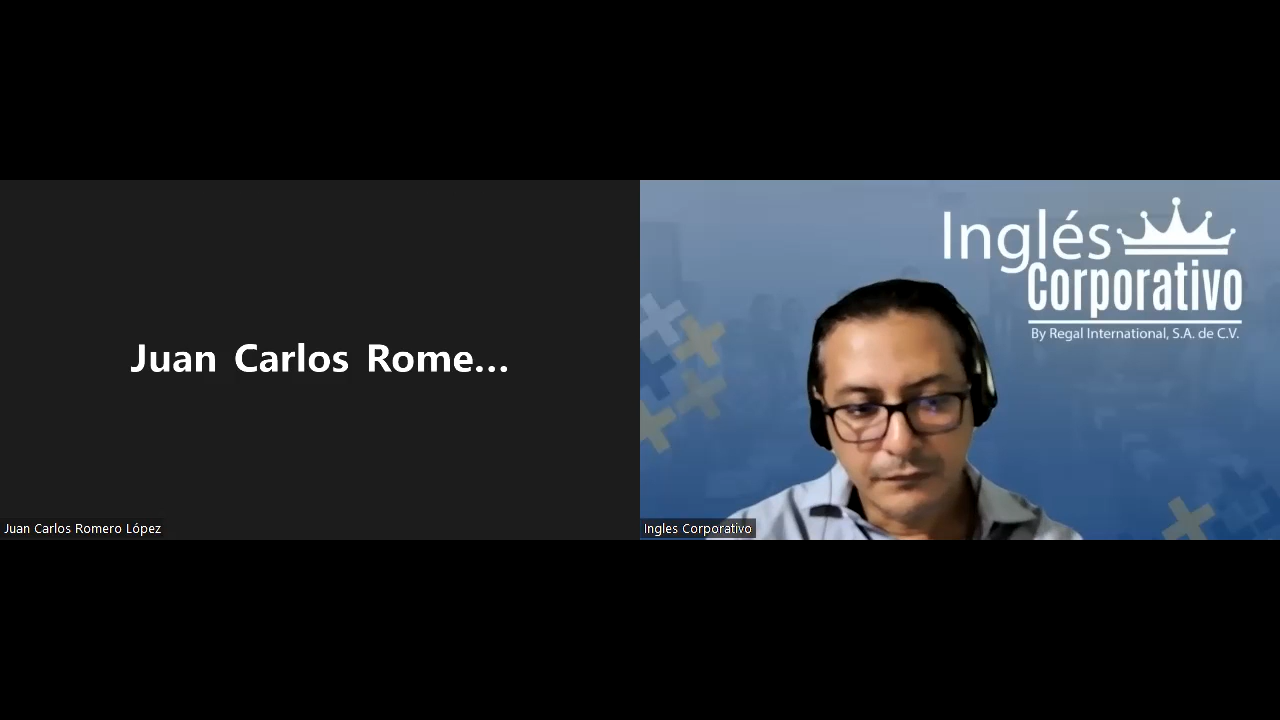 Juan Carlos Rome...
Juan Carlos Romero López
Inglés
Corporativo
By Regal International, S.A. de C.V.
Ingles Corporativo